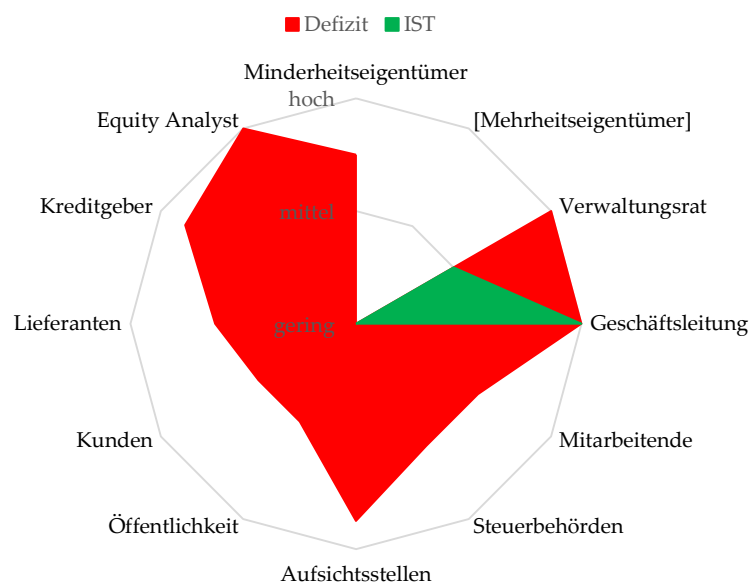 Defizit IST
Minderheitseigentümer
hoch
Equity Analyst
[Mehrheitseigentümer]
Kreditgeber
mittel
Verwaltungsrat
Lieferanten
gering
Geschäftsleitung
Kunden
Mitarbeitende
Öffentlichkeit
Steuerbehörden
Aufsichtsstellen